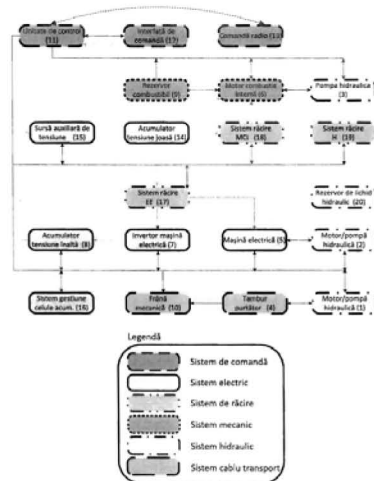 Unitate de control
(11)
Interfață de
comandă (12)
Comandă radio (13)
Rezervor
combustibil (9)
Motor combustie
internă (6)
Pompa hidraulica
(3)
Sursă auxiliară de
tensiune (15)
Acumulator
tensiune joasă (14)
Sistem răcire
MCI (18)
Sistem răcire
H (19)
Sistem răcire
EE (17)
Rezervor de lichid
hidraulic (20)
Acumulator
tensiune înaltă (8)
Invertor mașină
electrică (7)
Mașină electrică (5)
Motor/pompă
hidraulică (2)
Sistem gestiune
celula acum. (16)
Frână
mecanică (10)
Tambur
purtător (4)
Motor/pompă
hidraulică (1)
Legendă
Sistem de comandă
Sistem electric
Sistem de răcire
Sistem mecanic
Sistem hidraulic
Sistem cablu transport